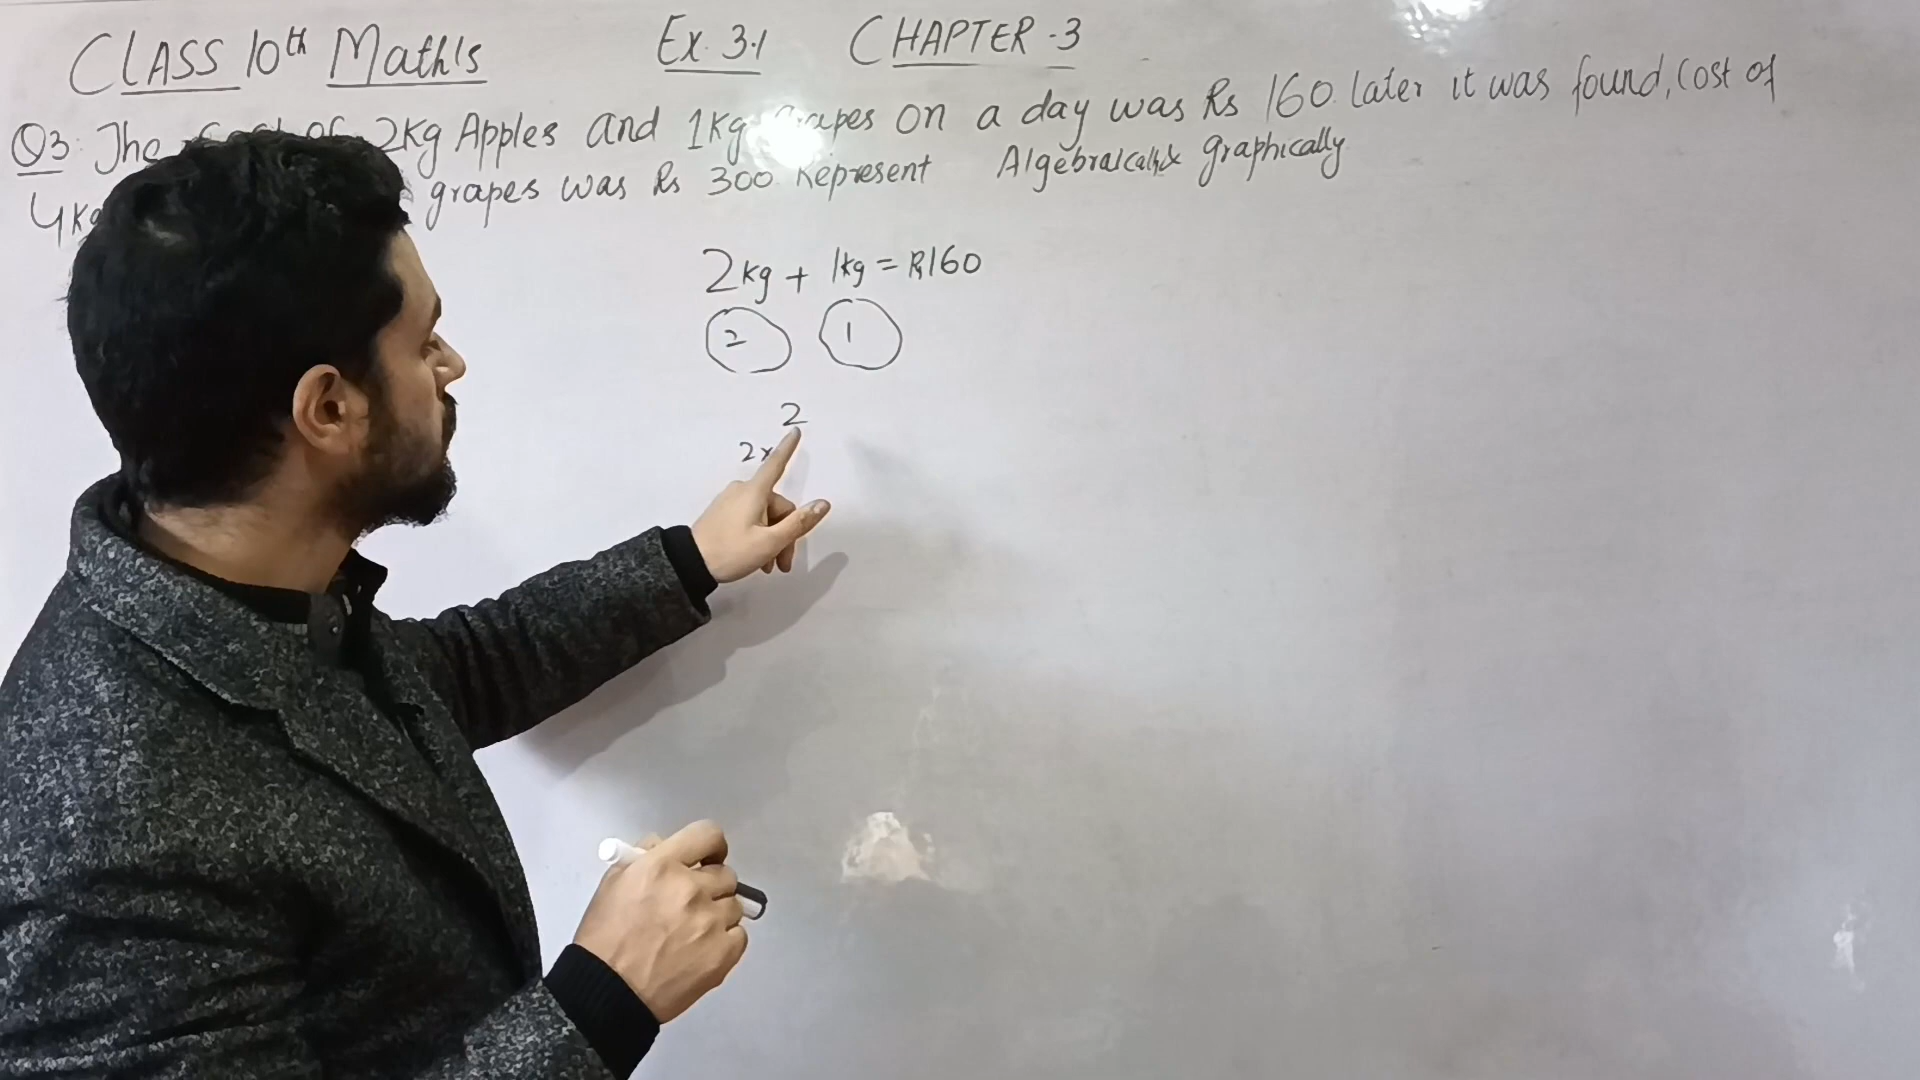 CLASS 10th Math's Ex. 3.1 CHAPTER -3
Q3: The Cost of 2Kg Apples and 1Kg grapes on a day was Rs 160. later it was found, Cost of
4Kg grapes was Rs 300. Represent Algebraically & graphically
2kg + 1kg = Rs160
2 1
2
2x